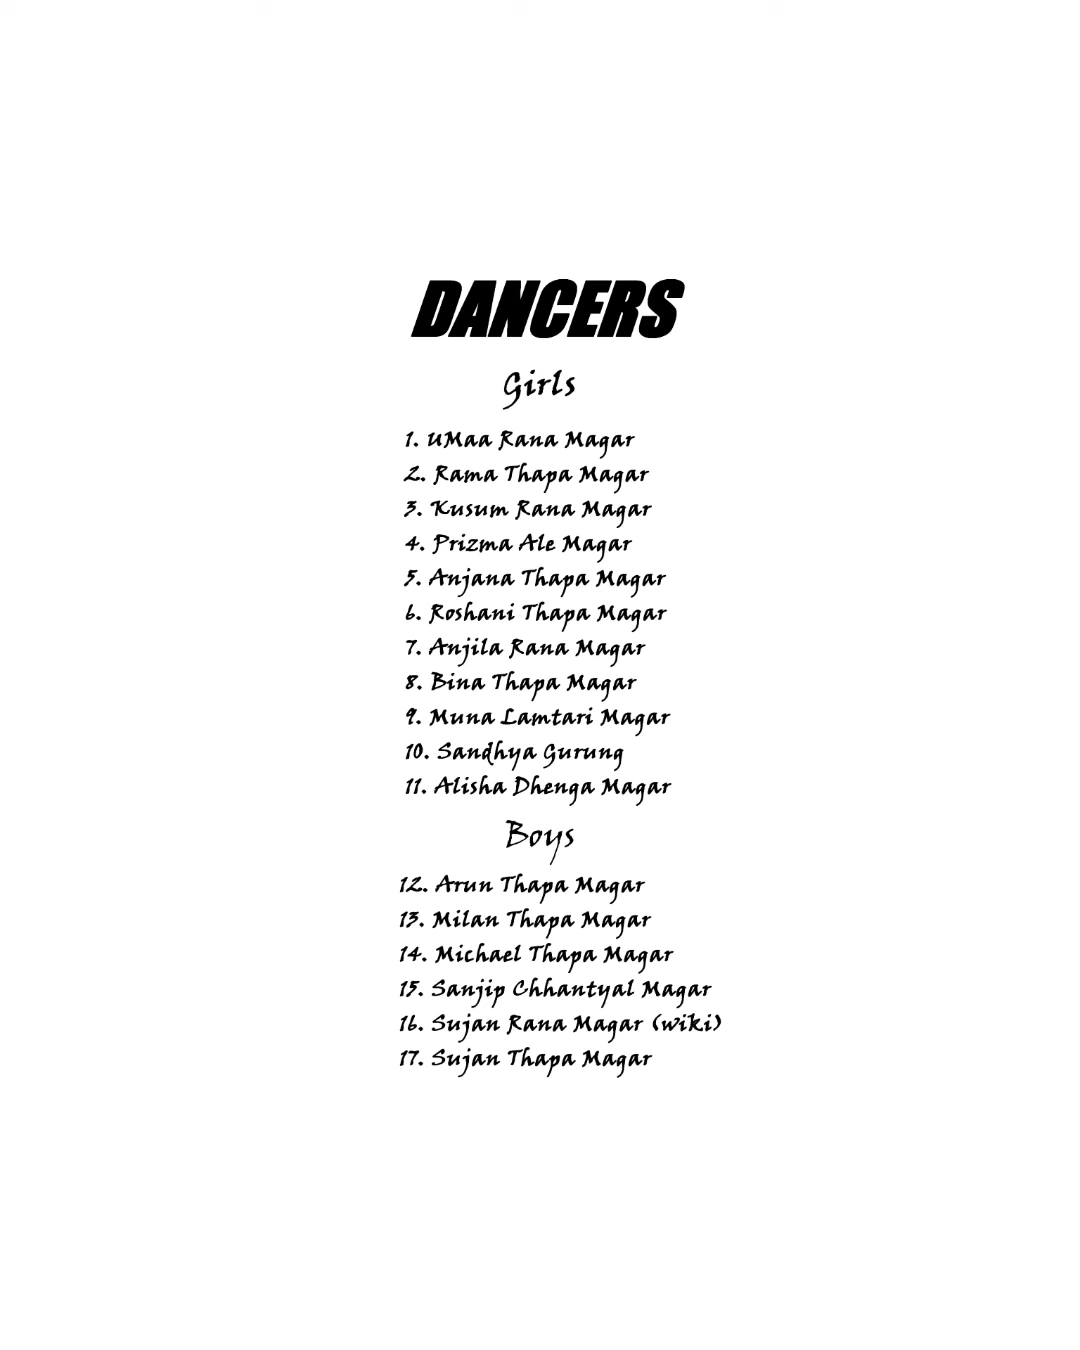 DANCERS
Girls
1. UMaa Rana Magar
2. Rama Thapa Magar
3. Kusum Rana Magar
4. Prizma Ale Magar
5. Anjana Thapa Magar
6. Roshani Thapa Magar
7. Anjila Rana Magar
8. Bina Thapa Magar
9. Muna Lamtari Magar
10. Sandhya Gurung
11. Alisha Dhenga Magar
Boys
12. Arun Thapa Magar
13. Milan Thapa Magar
14. Michael Thapa Magar
15. Sanjip Chhantyal Magar
16. Sujan Rana Magar (wiki)
17. Sujan Thapa Magar